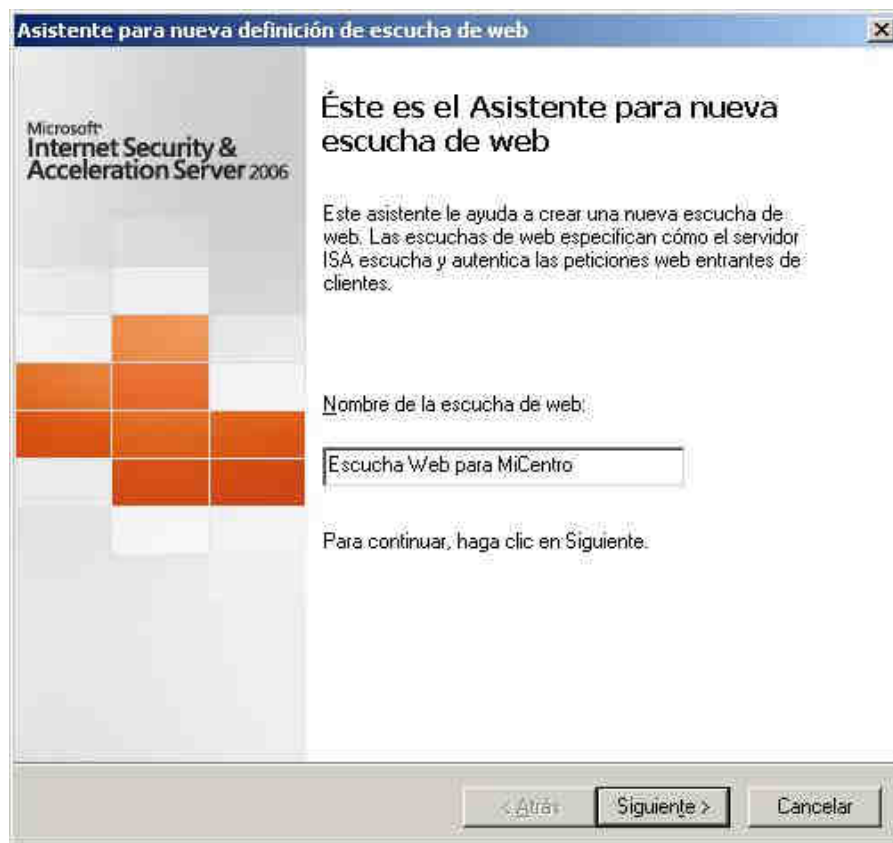 Asistente para nueva definición de escucha de web
Microsoft
Internet Security &
Acceleration Server 2006
Éste es el Asistente para nueva
escucha de web
Este asistente le ayuda a crear una nueva escucha de
web. Las escuchas de web especifican cómo el servidor
ISA escucha y autentica las peticiones web entrantes de
clientes.
Nombre de la escucha de web:
Escucha Web para MiCentro
Para continuar, haga clic en Siguiente.
< Atrás
Siguiente >
Cancelar